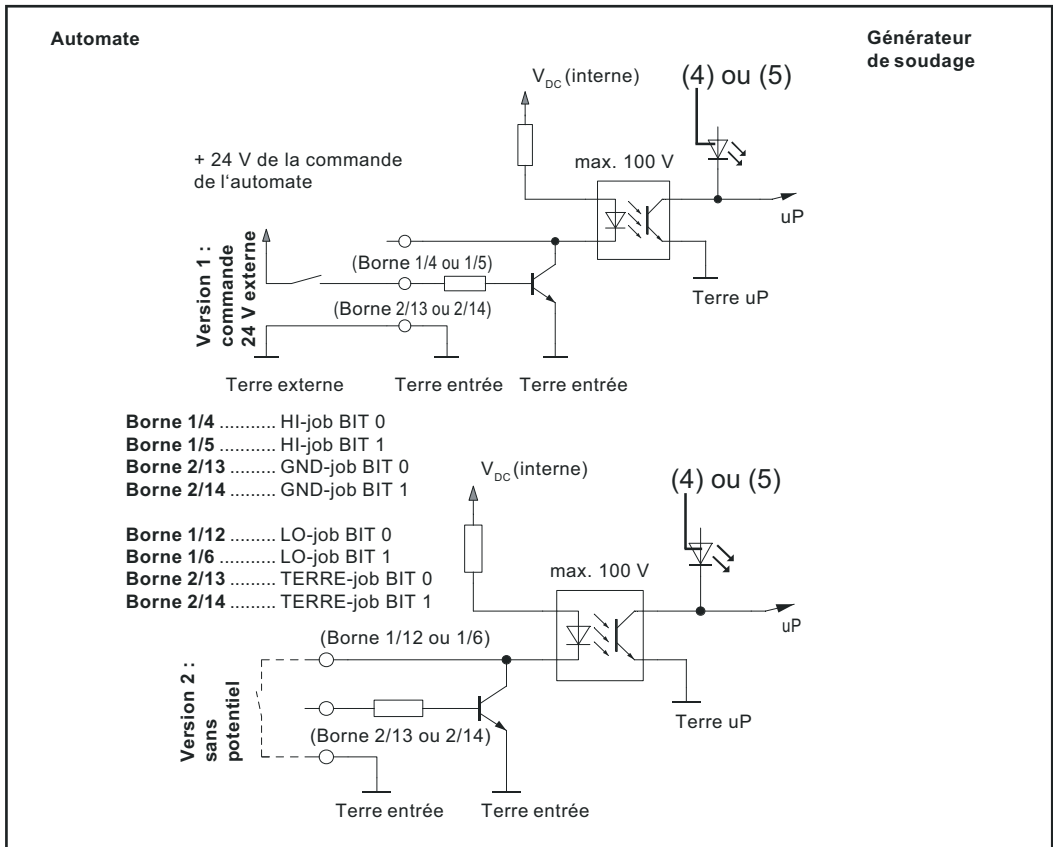 Automate
Générateur
de soudage
V_DC (interne)
(4) ou (5)
+ 24 V de la commande
de l‘automate
max. 100 V
uP
Version 1 :
commande
24 V externe
(Borne 1/4 ou 1/5)
Terre uP
(Borne 2/13 ou 2/14)
Terre externe
Terre entrée
Terre entrée
Borne 1/4 ........... HI-job BIT 0
Borne 1/5 ........... HI-job BIT 1
Borne 2/13 ......... GND-job BIT 0
Borne 2/14 ......... GND-job BIT 1
V_DC (interne)
(4) ou (5)
Borne 1/12 ......... LO-job BIT 0
Borne 1/6 ........... LO-job BIT 1
Borne 2/13 ......... TERRE-job BIT 0
Borne 2/14 ......... TERRE-job BIT 1
max. 100 V
uP
(Borne 1/12 ou 1/6)
Version 2 :
sans
potentiel
Terre uP
(Borne 2/13 ou 2/14)
Terre entrée
Terre entrée